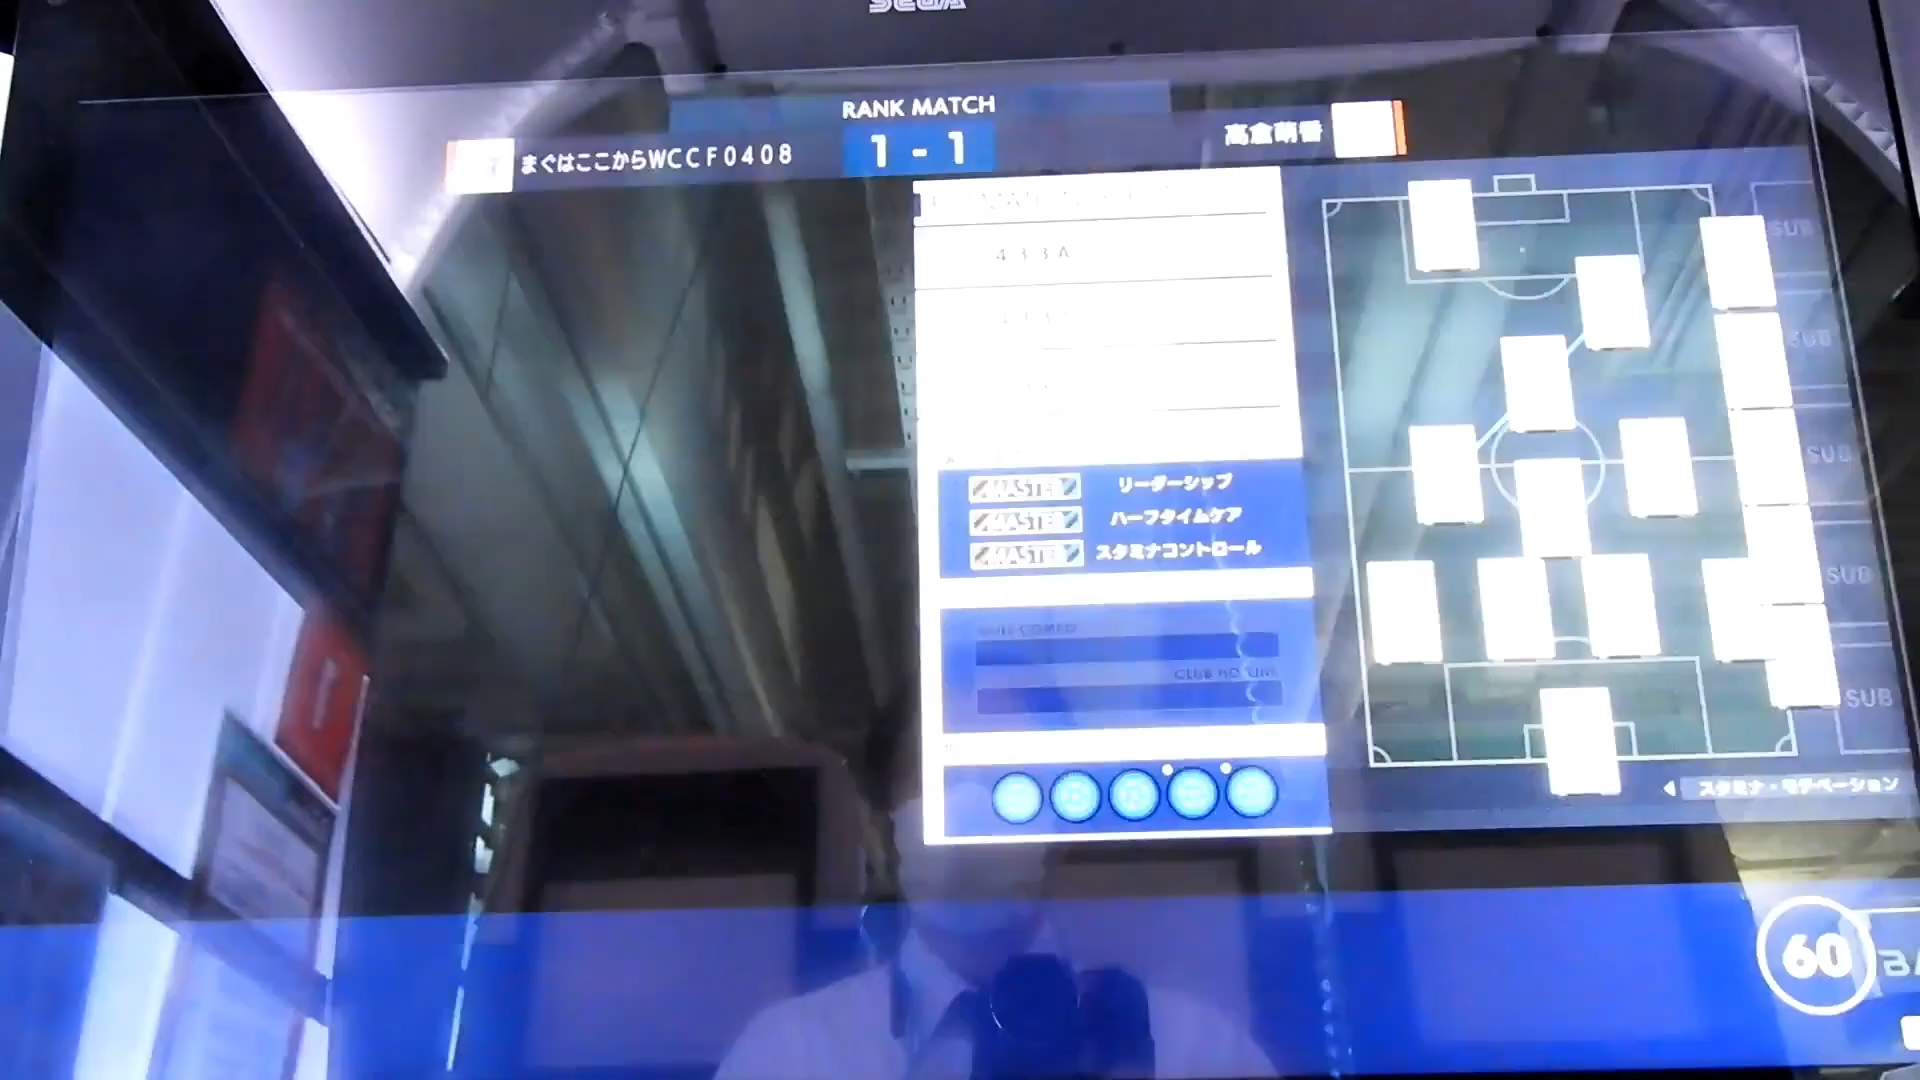 SEGA
RANK MATCH
まぐはここからWCCF0408
1 - 1
高倉萌香
4 3 3 A
MASTER リーダーシップ
MASTER ハーフタイムケア
MASTER スタミナコントロール
SUB
SUB
SUB
SUB
SUB
スタミナ・モチベーション
60